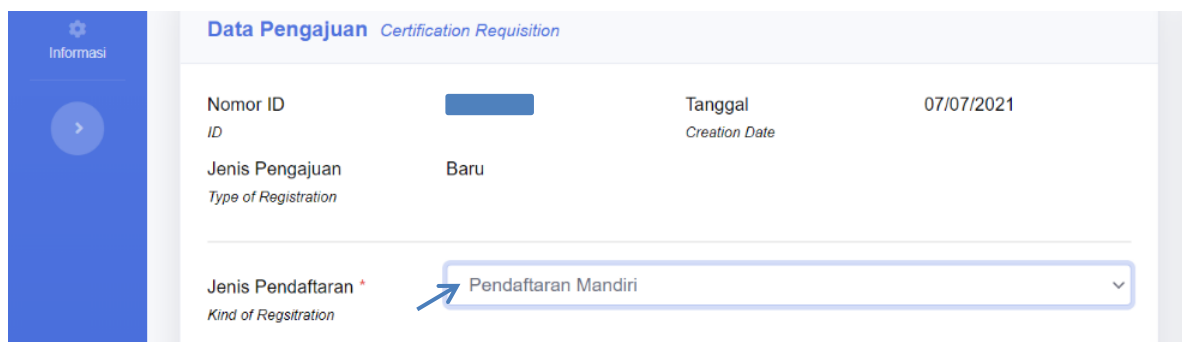 Informasi
Data Pengajuan Certification Requisition
Nomor ID Tanggal 07/07/2021
ID Creation Date
Jenis Pengajuan Baru
Type of Registration
Jenis Pendaftaran * Pendaftaran Mandiri
Kind of Regsitration